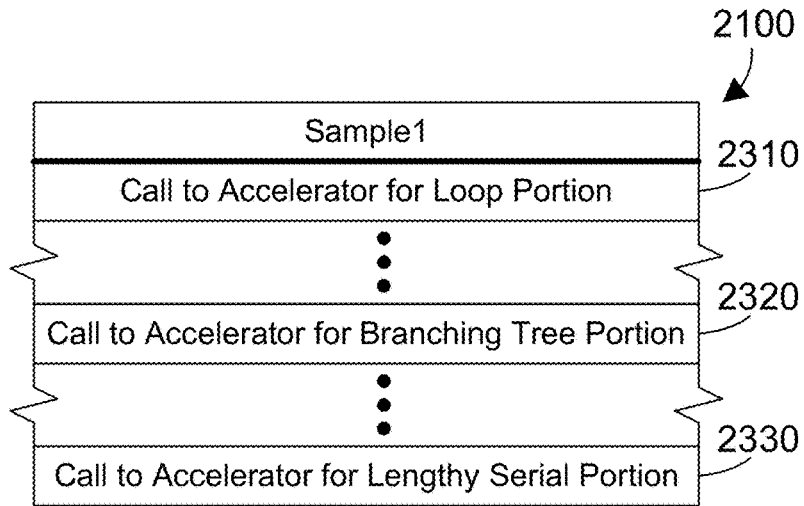 2100
Sample1
2310
Call to Accelerator for Loop Portion
2320
Call to Accelerator for Branching Tree Portion
2330
Call to Accelerator for Lengthy Serial Portion